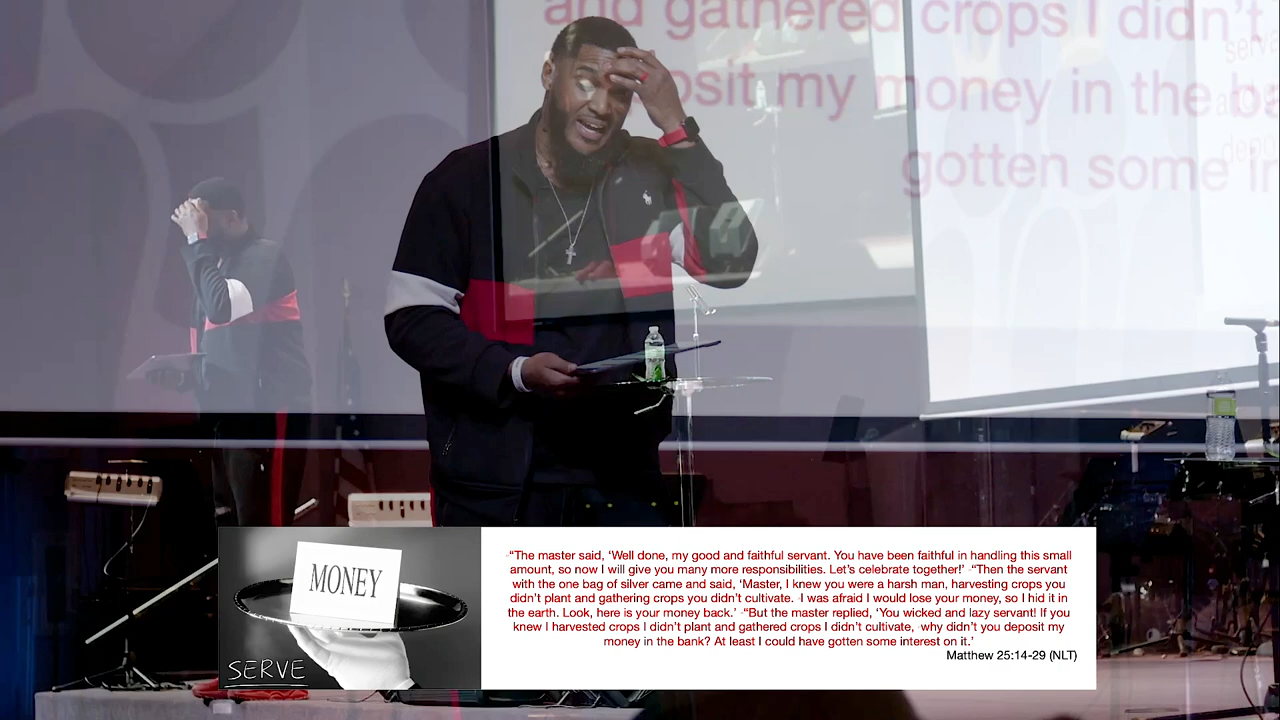 and gathered crops I didn't
posit my money in the ba
gotten some in
MONEY
SERVE
“The master said, ‘Well done, my good and faithful servant. You have been faithful in handling this small
amount, so now I will give you many more responsibilities. Let’s celebrate together!’ “Then the servant
with the one bag of silver came and said, ‘Master, I knew you were a harsh man, harvesting crops you
didn’t plant and gathering crops you didn’t cultivate. I was afraid I would lose your money, so I hid it in
the earth. Look, here is your money back.’ “But the master replied, ‘You wicked and lazy servant! If you
knew I harvested crops I didn’t plant and gathered crops I didn’t cultivate, why didn’t you deposit my
money in the bank? At least I could have gotten some interest on it.’
Matthew 25:14-29 (NLT)